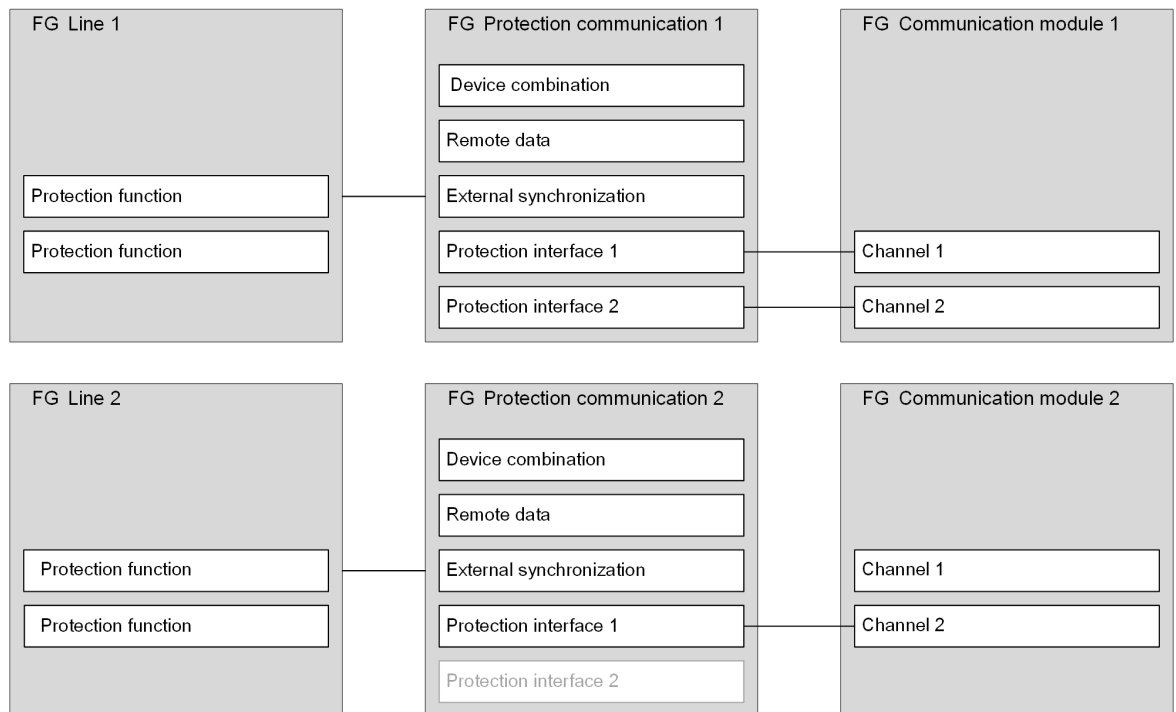 FG Line 1
Protection function
Protection function
FG Protection communication 1
Device combination
Remote data
External synchronization
Protection interface 1
Protection interface 2
FG Communication module 1
Channel 1
Channel 2
FG Line 2
Protection function
Protection function
FG Protection communication 2
Device combination
Remote data
External synchronization
Protection interface 1
Protection interface 2
FG Communication module 2
Channel 1
Channel 2